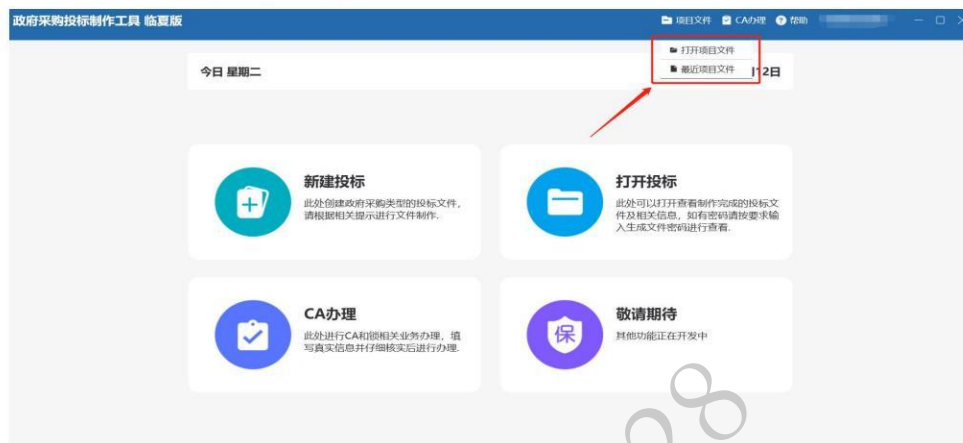 政府采购投标制作工具 临夏版
项目文件 CA办理 帮助
打开项目文件
最近项目文件
今日 星期二
月12日
新建投标
此处创建政府采购类型的投标文件，
请根据相关提示进行文件制作.
打开投标
此处可以打开查看制作完成的投标文
件及相关信息，如有密码请按要求输
入生成文件密码进行查看.
CA办理
此处进行CA和锁相关业务办理，填
写真实信息并仔细核实后进行办理.
保
敬请期待
其他功能正在开发中